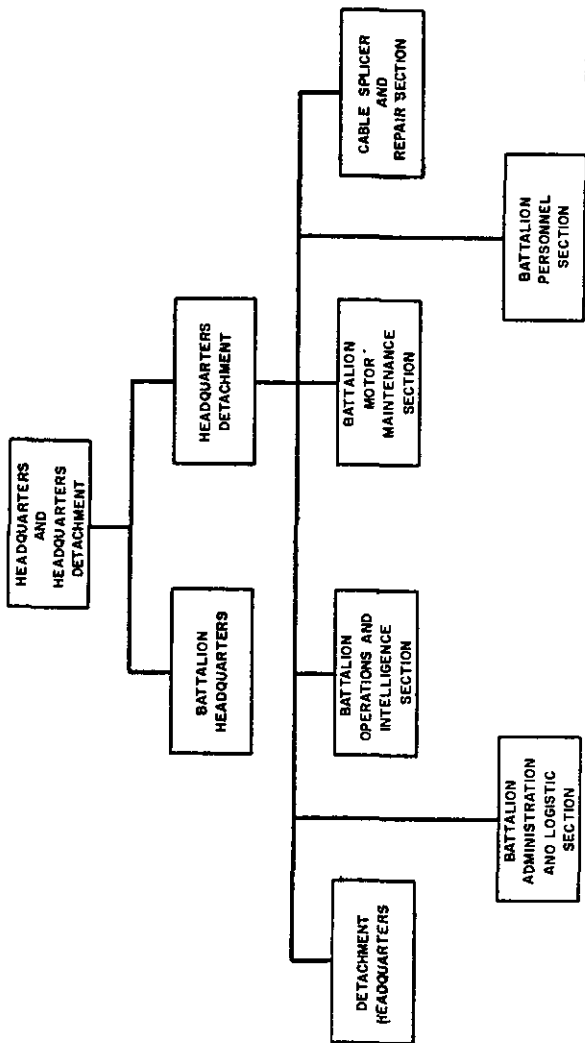 HEADQUARTERS
AND
HEADQUARTERS
DETACHMENT
BATTALION
HEADQUARTERS
HEADQUARTERS
DETACHMENT
DETACHMENT
HEADQUARTERS
BATTALION
OPERATIONS AND
INTELLIGENCE
SECTION
BATTALION
MOTOR
MAINTENANCE
SECTION
CABLE SPLICER
AND
REPAIR SECTION
BATTALION
ADMINISTRATION
ANO LOGISTIC
SECTION
BATTALION
PERSONNEL
SECTION